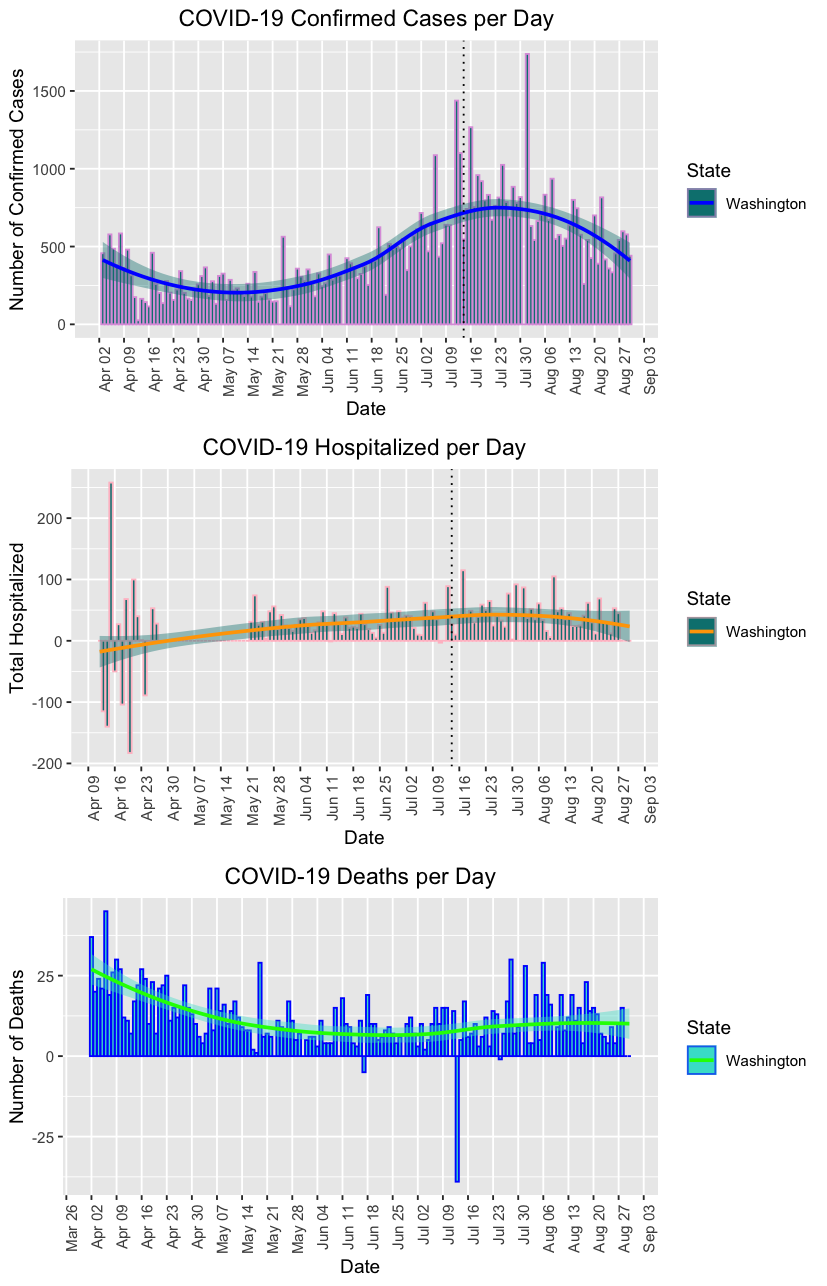 COVID-19 Confirmed Cases per Day
Number of Confirmed Cases
1500
1000
500
0
Apr 02
Apr 09
Apr 16
Apr 23
Apr 30
May 07
May 14
May 21
May 28
Jun 04
Jun 11
Jun 18
Jun 25
Jul 02
Jul 09
Jul 16
Jul 23
Jul 30
Aug 06
Aug 13
Aug 20
Aug 27
Sep 03
Date
State
Washington
COVID-19 Hospitalized per Day
Total Hospitalized
200
100
0
-100
-200
Apr 09
Apr 16
Apr 23
Apr 30
May 07
May 14
May 21
May 28
Jun 04
Jun 11
Jun 18
Jun 25
Jul 02
Jul 09
Jul 16
Jul 23
Jul 30
Aug 06
Aug 13
Aug 20
Aug 27
Sep 03
Date
State
Washington
COVID-19 Deaths per Day
Number of Deaths
25
0
-25
Mar 26
Apr 02
Apr 09
Apr 16
Apr 23
Apr 30
May 07
May 14
May 21
May 28
Jun 04
Jun 11
Jun 18
Jun 25
Jul 02
Jul 09
Jul 16
Jul 23
Jul 30
Aug 06
Aug 13
Aug 20
Aug 27
Sep 03
Date
State
Washington